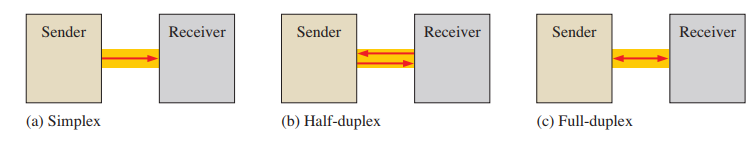 Sender Receiver Sender Receiver Sender Receiver
(a) Simplex (b) Half-duplex (c) Full-duplex